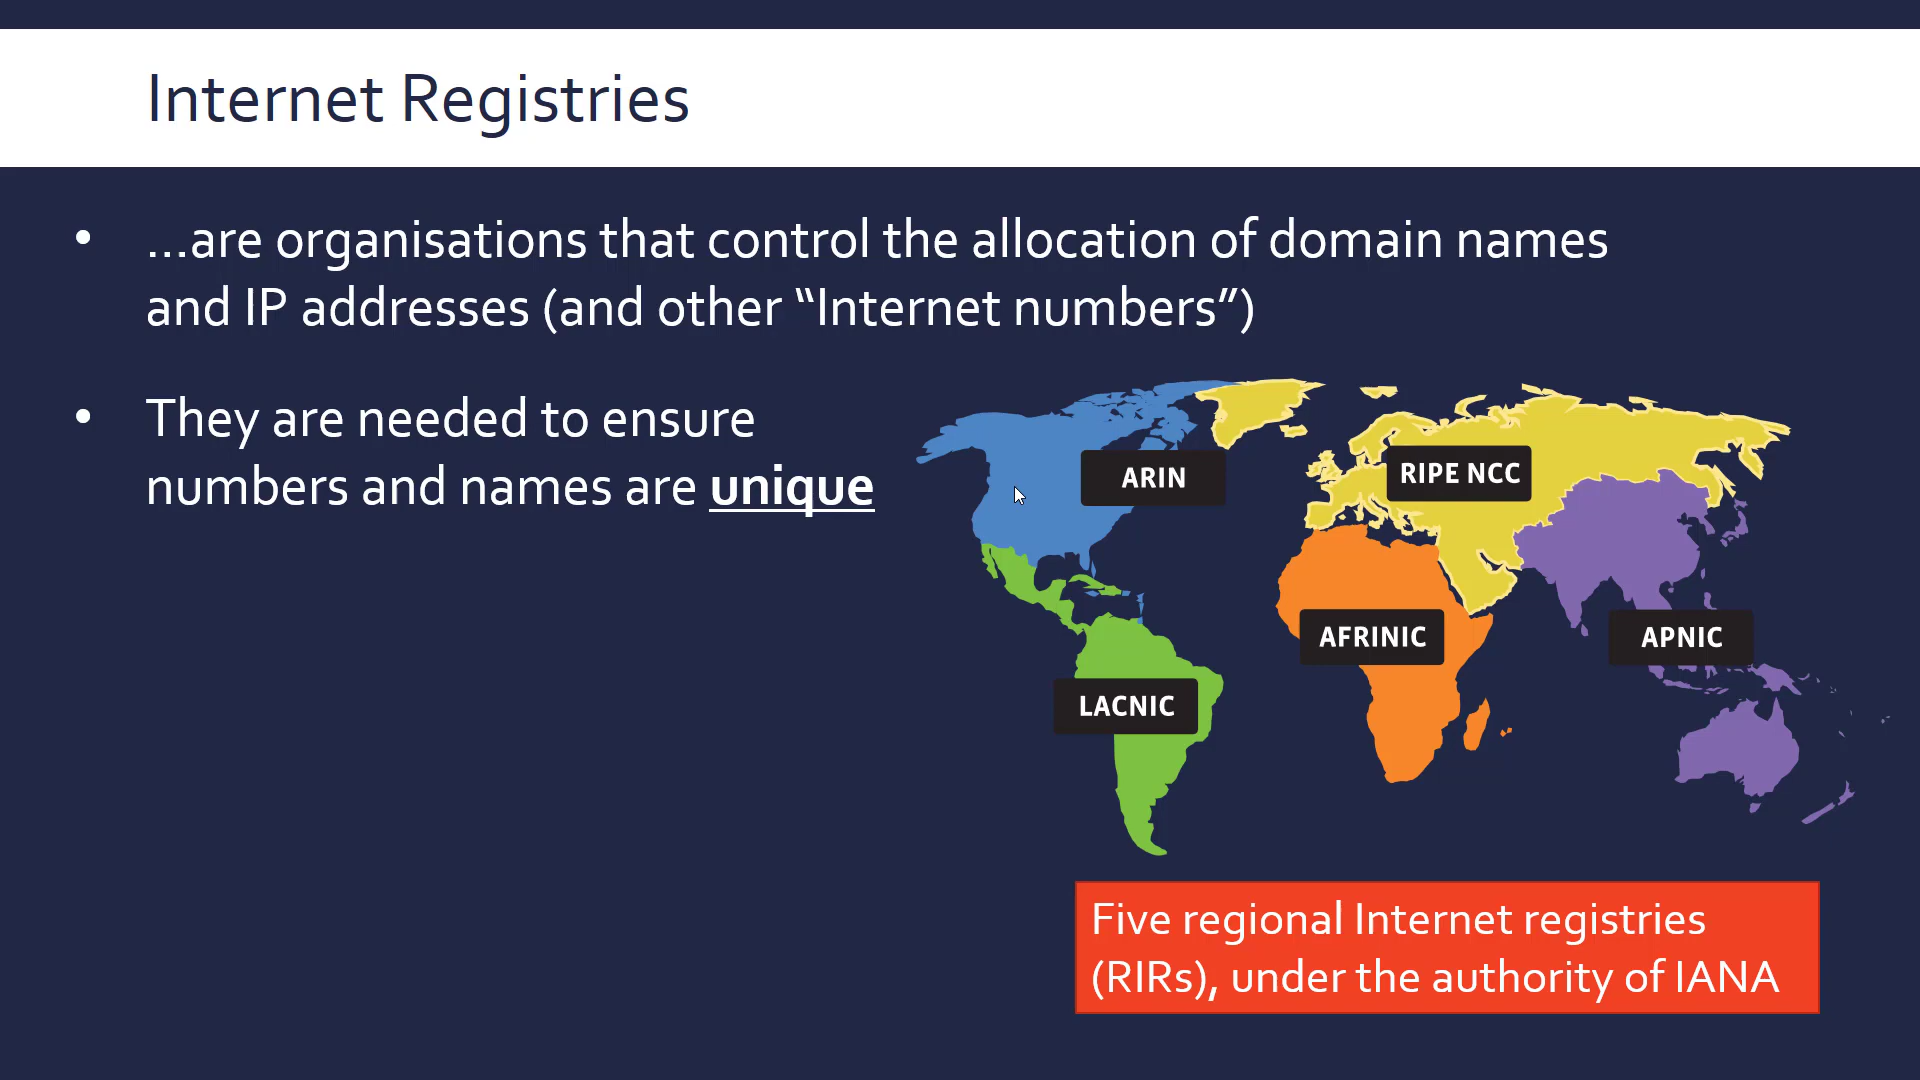 Internet Registries
• …are organisations that control the allocation of domain names
and IP addresses (and other “Internet numbers”)
• They are needed to ensure
numbers and names are unique
ARIN
RIPE NCC
AFRINIC
APNIC
LACNIC
Five regional Internet registries
(RIRs), under the authority of IANA